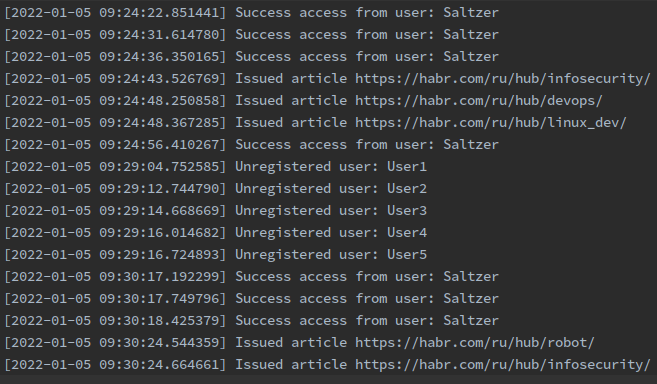 [2022-01-05 09:24:22.851441] Success access from user: Saltzer
[2022-01-05 09:24:31.614780] Success access from user: Saltzer
[2022-01-05 09:24:36.350165] Success access from user: Saltzer
[2022-01-05 09:24:43.526769] Issued article https://habr.com/ru/hub/infosecurity/
[2022-01-05 09:24:48.250858] Issued article https://habr.com/ru/hub/devops/
[2022-01-05 09:24:48.367285] Issued article https://habr.com/ru/hub/linux_dev/
[2022-01-05 09:24:56.410267] Success access from user: Saltzer
[2022-01-05 09:29:04.752585] Unregistered user: User1
[2022-01-05 09:29:12.744790] Unregistered user: User2
[2022-01-05 09:29:14.668669] Unregistered user: User3
[2022-01-05 09:29:16.014682] Unregistered user: User4
[2022-01-05 09:29:16.724893] Unregistered user: User5
[2022-01-05 09:30:17.192299] Success access from user: Saltzer
[2022-01-05 09:30:17.749796] Success access from user: Saltzer
[2022-01-05 09:30:18.425379] Success access from user: Saltzer
[2022-01-05 09:30:24.544359] Issued article https://habr.com/ru/hub/robot/
[2022-01-05 09:30:24.664661] Issued article https://habr.com/ru/hub/infosecurity/